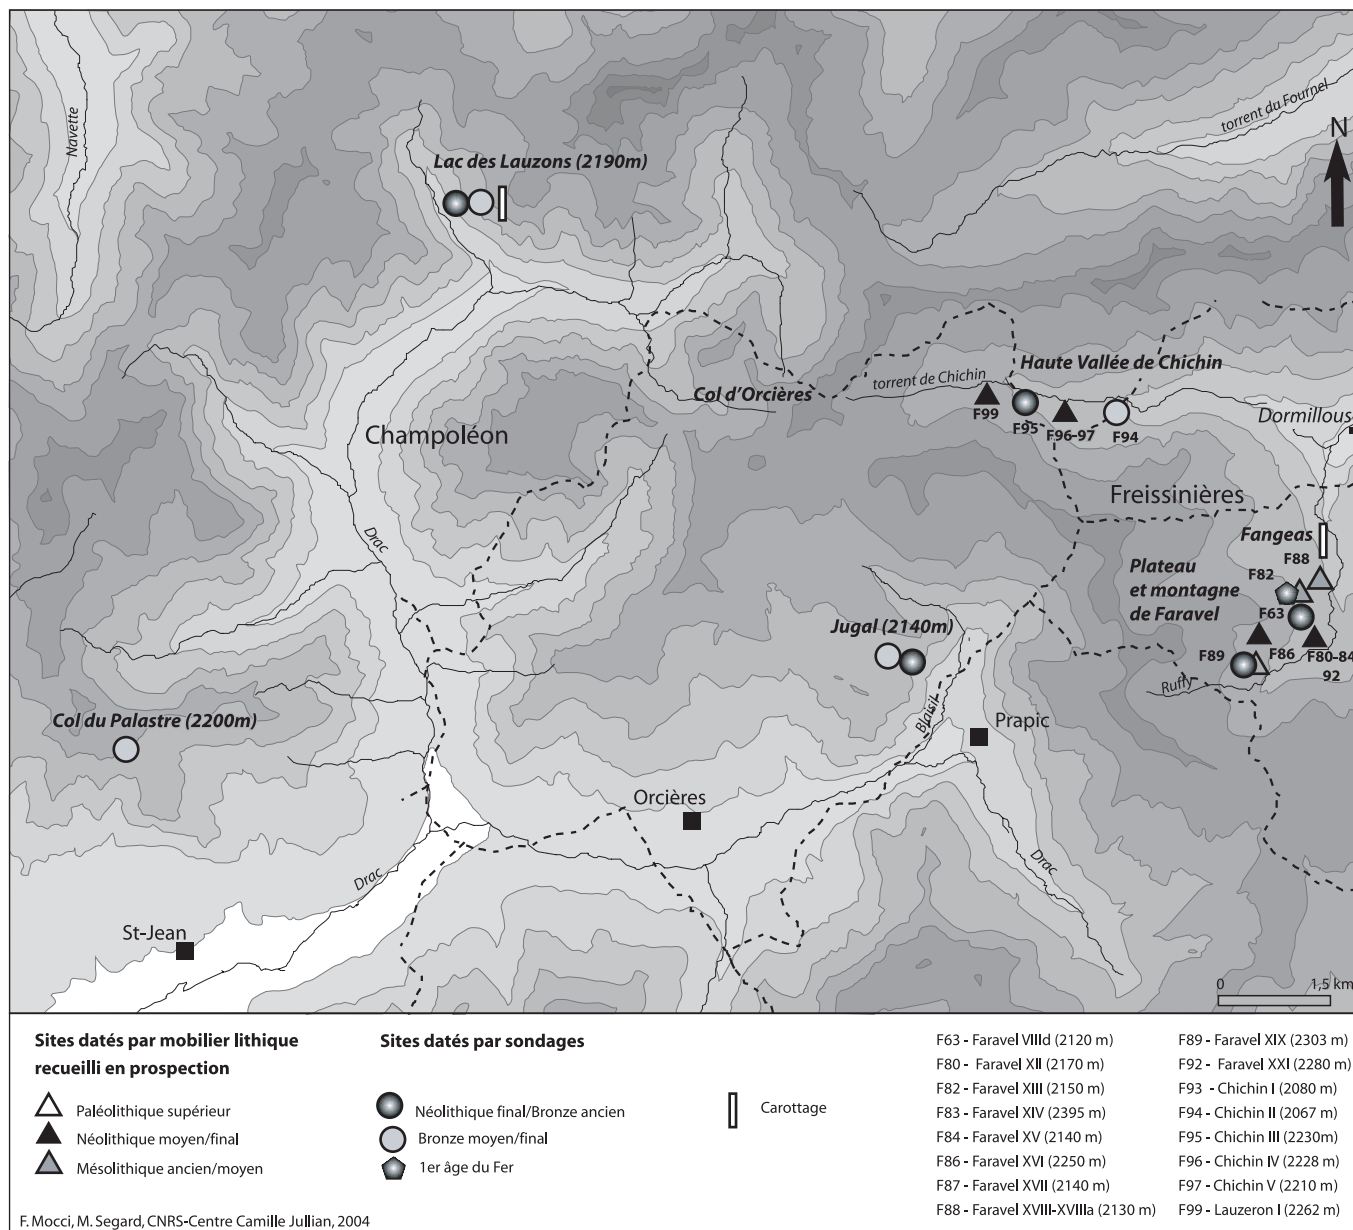 Navette
torrent du Fournel
N
Lac des Lauzons (2190m)
Haute Vallée de Chichin
torrent de Chichin
Col d'Orcières
F99
F95
F96-97
F94
Dormillous
Champoléon
Freissinières
Fangeas
F88
Drac
Plateau
et montagne
de Faravel
F82
F63
Jugal (2140m)
F89
F86
F80-84
92
Ruffy
Blaisil
Col du Palastre (2200m)
Prapic
Orcières
Drac
Drac
St-Jean
0 1,5 km
Sites datés par mobilier lithique
recueilli en prospection
Paléolithique supérieur
Néolithique moyen/final
Mésolithique ancien/moyen
Sites datés par sondages
Néolithique final/Bronze ancien
Bronze moyen/final
1er âge du Fer
Carottage
F63 - Faravel VIIId (2120 m)
F80 - Faravel XII (2170 m)
F82 - Faravel XIII (2150 m)
F83 - Faravel XIV (2395 m)
F84 - Faravel XV (2140 m)
F86 - Faravel XVI (2250 m)
F87 - Faravel XVII (2140 m)
F88 - Faravel XVIII-XVIIIa (2130 m)
F89 - Faravel XIX (2303 m)
F92 - Faravel XXI (2280 m)
F93 - Chichin I (2080 m)
F94 - Chichin II (2067 m)
F95 - Chichin III (2230m)
F96 - Chichin IV (2228 m)
F97 - Chichin V (2210 m)
F99 - Lauzeron I (2262 m)
F. Mocci, M. Segard, CNRS-Centre Camille Jullian, 2004